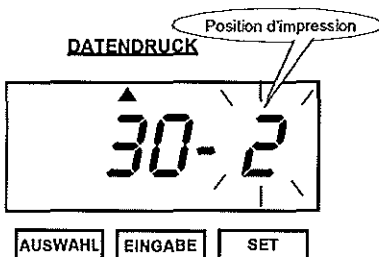 Position d'impression
DATENDRUCK
30- 2
AUSWAHL EINGABE SET